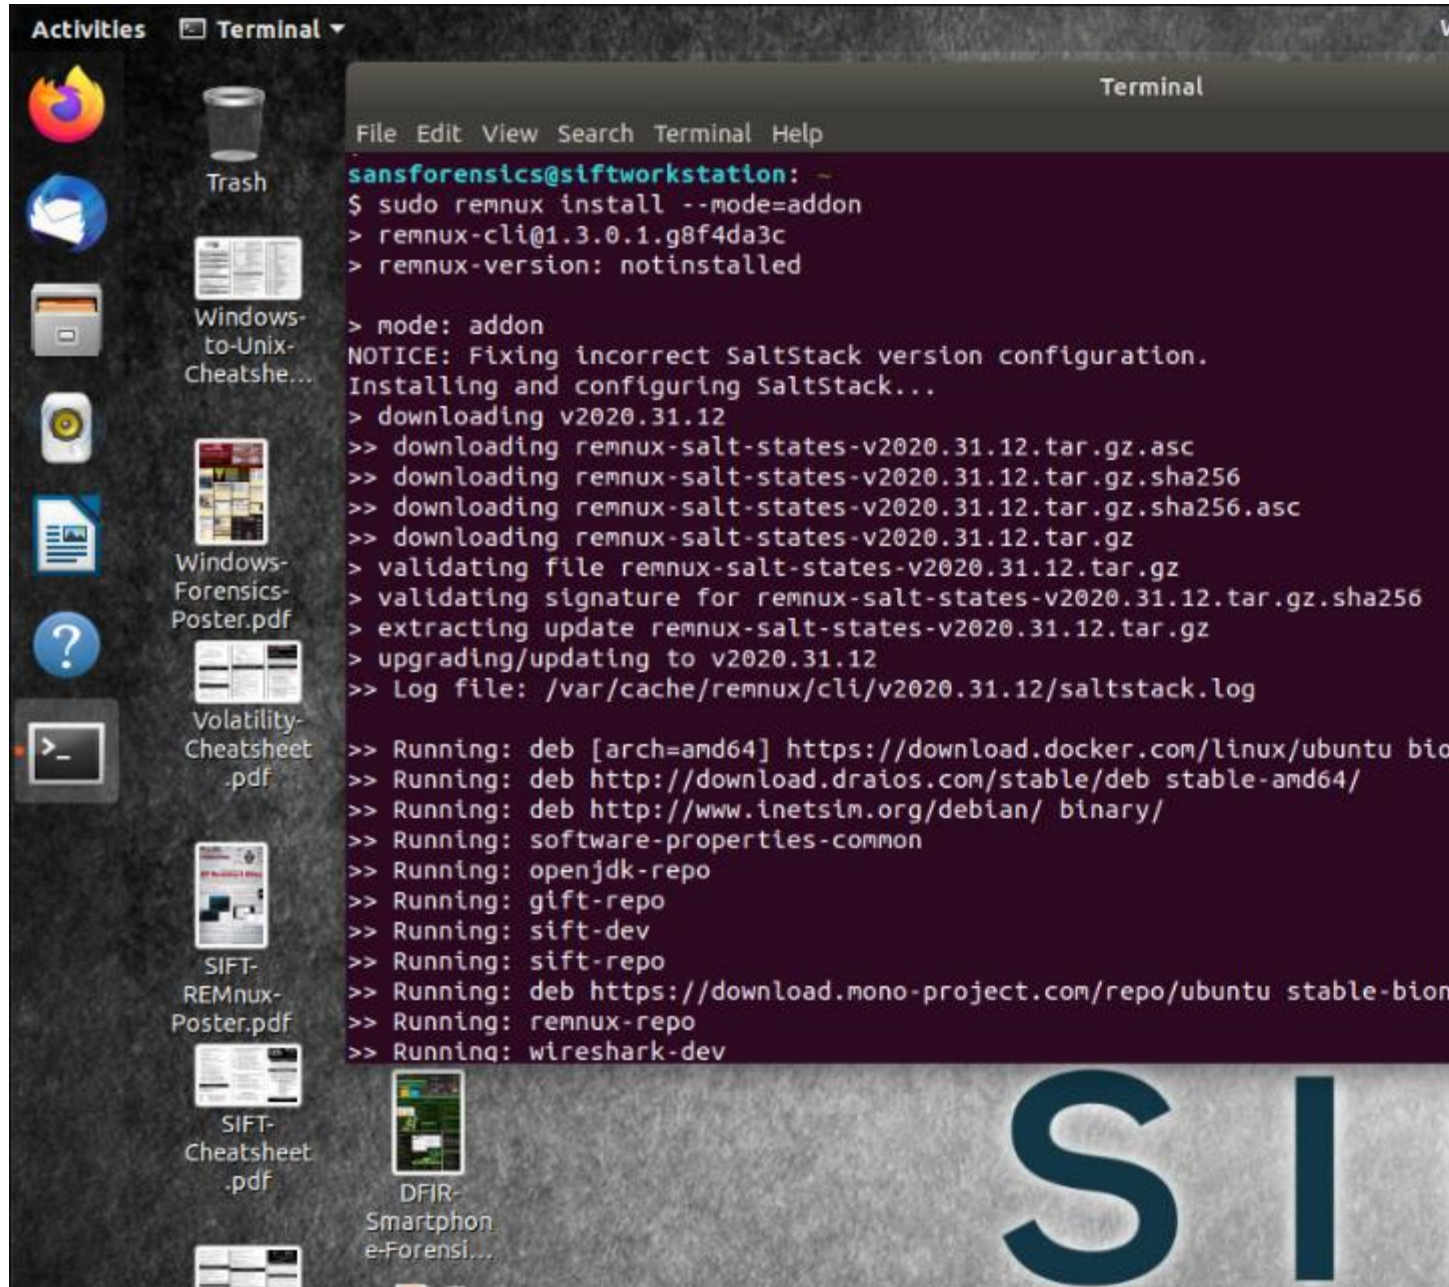 Activities
Terminal
Trash
Windows-
to-Unix-
Cheatshe...
Windows-
Forensics-
Poster.pdf
Volatility-
Cheatsheet
.pdf
SIFT-
REMnux-
Poster.pdf
SIFT-
Cheatsheet
.pdf
DFIR-
Smartphon
e-Forensi...
Terminal
File Edit View Search Terminal Help
sansforensics@siftworkstation: ~
$ sudo remnux install --mode=addon
> remnux-cli@1.3.0.1.g8f4da3c
> remnux-version: notinstalled
> mode: addon
NOTICE: Fixing incorrect SaltStack version configuration.
Installing and configuring SaltStack...
> downloading v2020.31.12
>> downloading remnux-salt-states-v2020.31.12.tar.gz.asc
>> downloading remnux-salt-states-v2020.31.12.tar.gz.sha256
>> downloading remnux-salt-states-v2020.31.12.tar.gz.sha256.asc
>> downloading remnux-salt-states-v2020.31.12.tar.gz
> validating file remnux-salt-states-v2020.31.12.tar.gz
> validating signature for remnux-salt-states-v2020.31.12.tar.gz.sha256
> extracting update remnux-salt-states-v2020.31.12.tar.gz
> upgrading/updating to v2020.31.12
>> Log file: /var/cache/remnux/cli/v2020.31.12/saltstack.log
>> Running: deb [arch=amd64] https://download.docker.com/linux/ubuntu bio
>> Running: deb http://download.draios.com/stable/deb stable-amd64/
>> Running: deb http://www.inetsim.org/debian/ binary/
>> Running: software-properties-common
>> Running: openjdk-repo
>> Running: gift-repo
>> Running: sift-dev
>> Running: sift-repo
>> Running: deb https://download.mono-project.com/repo/ubuntu stable-bion
>> Running: remnux-repo
>> Running: wireshark-dev
SI